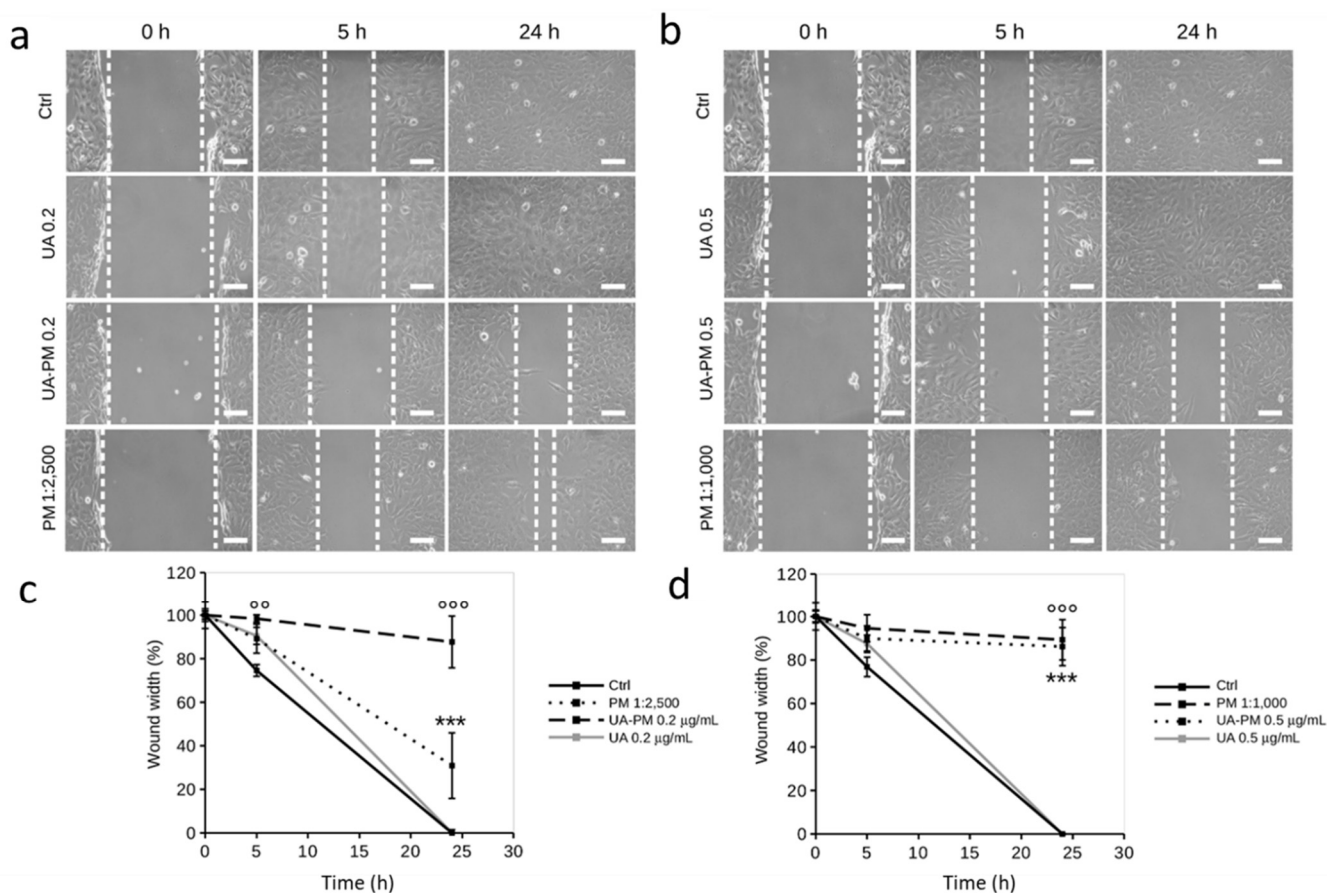 a
0 h
5 h
24 h
Ctrl
UA 0.2
UA-PM 0.2
PM 1:2,500
b
0 h
5 h
24 h
Ctrl
UA 0.5
UA-PM 0.5
PM 1:1,000
c
Wound width (%)
120
100
80
60
40
20
0
°°
°°°
***
0 5 10 15 20 25 30
Time (h)
Ctrl
PM 1:2,500
UA-PM 0.2 µg/mL
UA 0.2 µg/mL
d
Wound width (%)
120
100
80
60
40
20
0
°°°
***
0 5 10 15 20 25 30
Time (h)
Ctrl
PM 1:1,000
UA-PM 0.5 µg/mL
UA 0.5 µg/mL